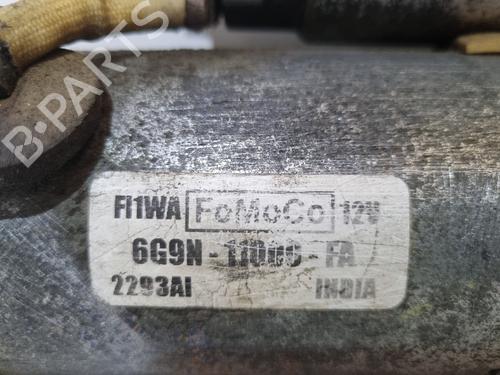 B-PARTS
FI1WA FoMoCo 12V
6G9N - 11000 - FA
2293AI INDIA